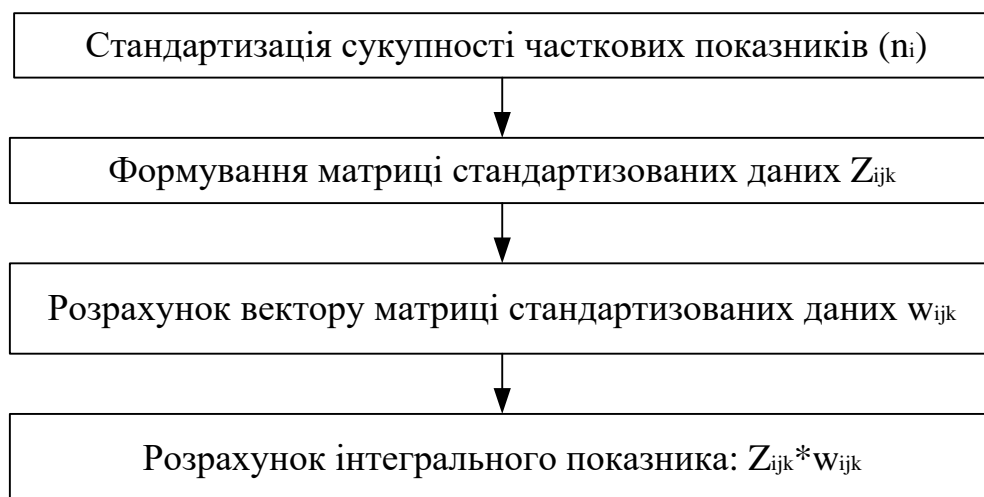 Стандартизація сукупності часткових показників (nᵢ)
Формування матриці стандартизованих даних Zᵢⱼₖ
Розрахунок вектору матриці стандартизованих даних wᵢⱼₖ
Розрахунок інтегрального показника: Zᵢⱼₖ*wᵢⱼₖ